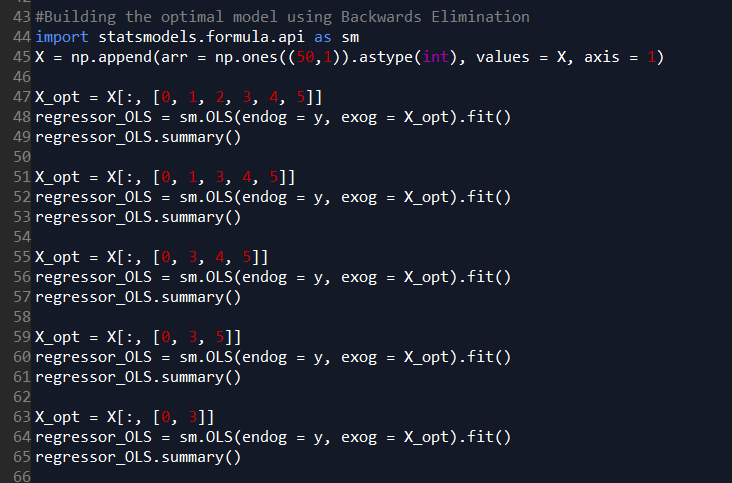 43 #Building the optimal model using Backwards Elimination
44 import statsmodels.formula.api as sm
45 X = np.append(arr = np.ones((50,1)).astype(int), values = X, axis = 1)
46
47 X_opt = X[:, [0, 1, 2, 3, 4, 5]]
48 regressor_OLS = sm.OLS(endog = y, exog = X_opt).fit()
49 regressor_OLS.summary()
50
51 X_opt = X[:, [0, 1, 3, 4, 5]]
52 regressor_OLS = sm.OLS(endog = y, exog = X_opt).fit()
53 regressor_OLS.summary()
54
55 X_opt = X[:, [0, 3, 4, 5]]
56 regressor_OLS = sm.OLS(endog = y, exog = X_opt).fit()
57 regressor_OLS.summary()
58
59 X_opt = X[:, [0, 3, 5]]
60 regressor_OLS = sm.OLS(endog = y, exog = X_opt).fit()
61 regressor_OLS.summary()
62
63 X_opt = X[:, [0, 3]]
64 regressor_OLS = sm.OLS(endog = y, exog = X_opt).fit()
65 regressor_OLS.summary()
66